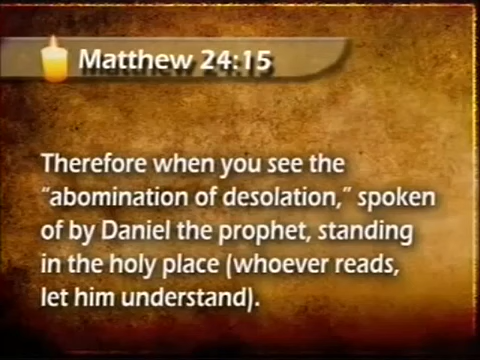 Matthew 24:15
Therefore when you see the
“abomination of desolation,” spoken
of by Daniel the prophet, standing
in the holy place (whoever reads,
let him understand).